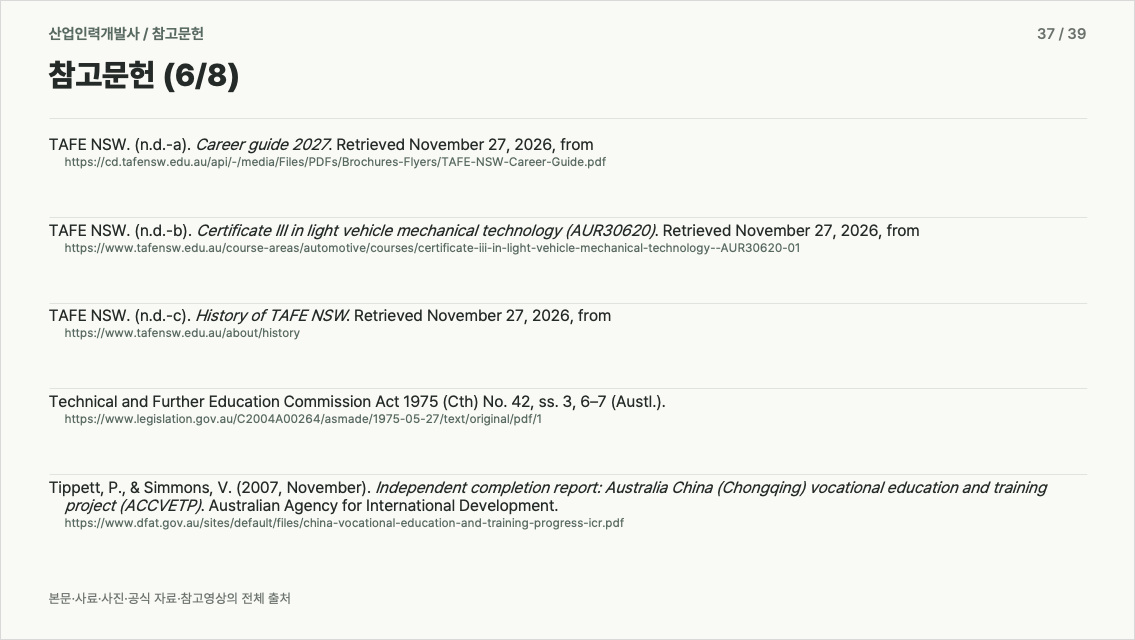 산업인력개발사 / 참고문헌
37 / 39
참고문헌 (6/8)
TAFE NSW. (n.d.-a). Career guide 2027. Retrieved November 27, 2026, from
https://cd.tafensw.edu.au/api/-/media/Files/PDFs/Brochures-Flyers/TAFE-NSW-Career-Guide.pdf
TAFE NSW. (n.d.-b). Certificate III in light vehicle mechanical technology (AUR30620). Retrieved November 27, 2026, from
https://www.tafensw.edu.au/course-areas/automotive/courses/certificate-iii-in-light-vehicle-mechanical-technology--AUR30620-01
TAFE NSW. (n.d.-c). History of TAFE NSW. Retrieved November 27, 2026, from
https://www.tafensw.edu.au/about/history
Technical and Further Education Commission Act 1975 (Cth) No. 42, ss. 3, 6–7 (Austl.).
https://www.legislation.gov.au/C2004A00264/asmade/1975-05-27/text/original/pdf/1
Tippett, P., & Simmons, V. (2007, November). Independent completion report: Australia China (Chongqing) vocational education and training
project (ACCVETP). Australian Agency for International Development.
https://www.dfat.gov.au/sites/default/files/china-vocational-education-and-training-progress-icr.pdf
본문·사료·사진·공식 자료·참고영상의 전체 출처